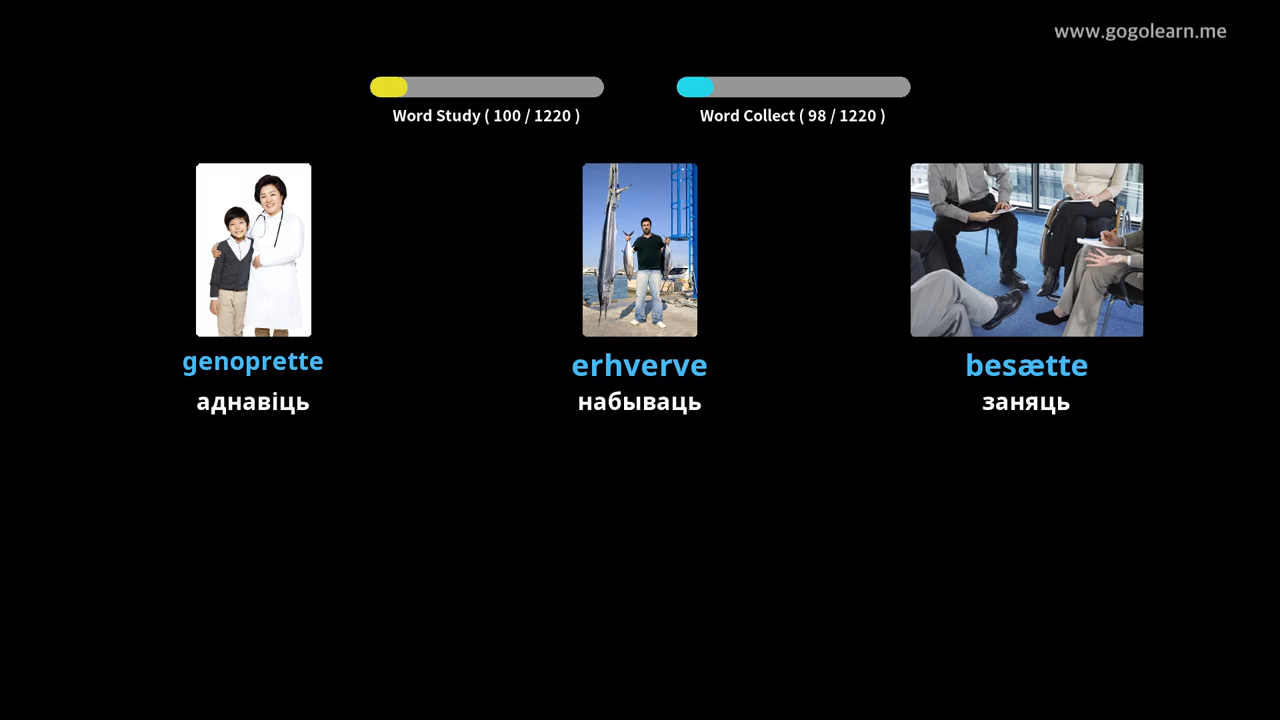 www.gogolearn.me
Word Study ( 100 / 1220 )
Word Collect ( 98 / 1220 )
genoprette
erhverve
besætte
аднавіць
набываць
заняць